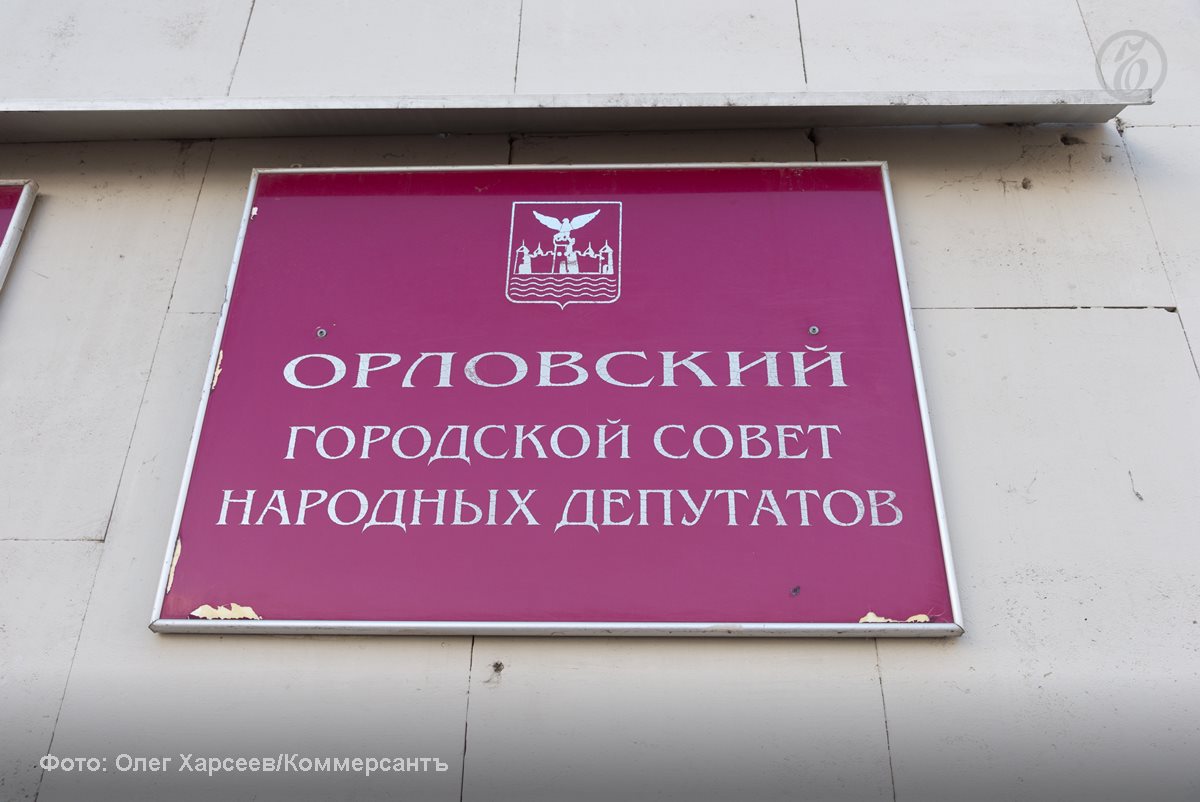 ОРЛОВСКИЙ
ГОРОДСКОЙ СОВЕТ
НАРОДНЫХ ДЕПУТАТОВ
Фото: Олег Харсеев/Коммерсантъ